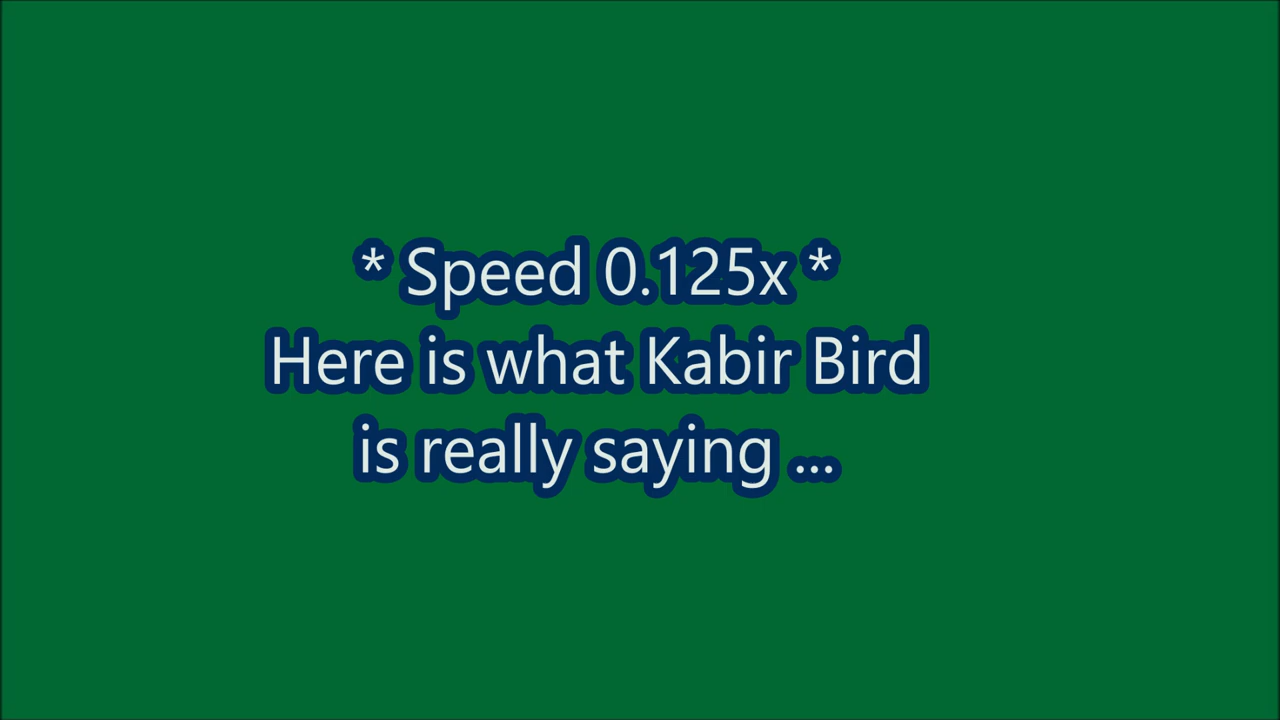 * Speed 0.125x *
Here is what Kabir Bird
is really saying ...